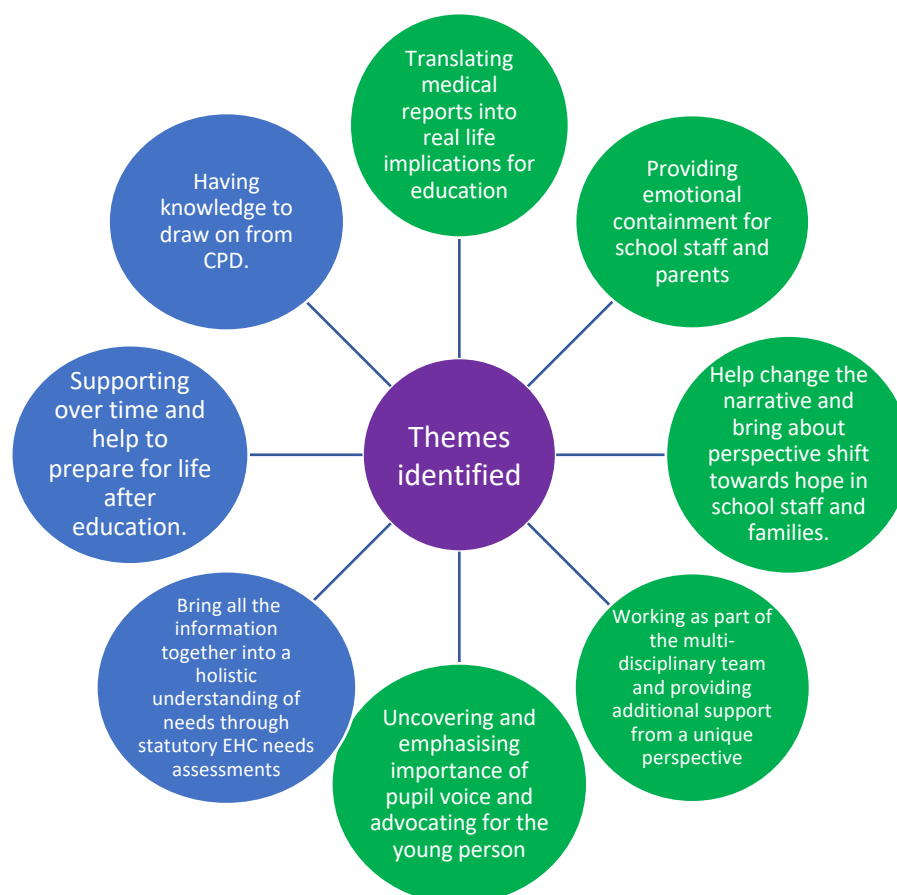 Translating
medical
reports into
real life
implications for
education
Providing
emotional
containment for
school staff and
parents
Help change the
narrative and
bring about
perspective shift
towards hope in
school staff and
families.
Working as part of
the multi-
disciplinary team
and providing
additional support
from a unique
perspective
Uncovering and
emphasising
importance of
pupil voice and
advocating for the
young person
Bring all the
information
together into a
holistic
understanding of
needs through
statutory EHC needs
assessments
Supporting
over time and
help to
prepare for life
after
education.
Having
knowledge to
draw on from
CPD.
Themes
identified